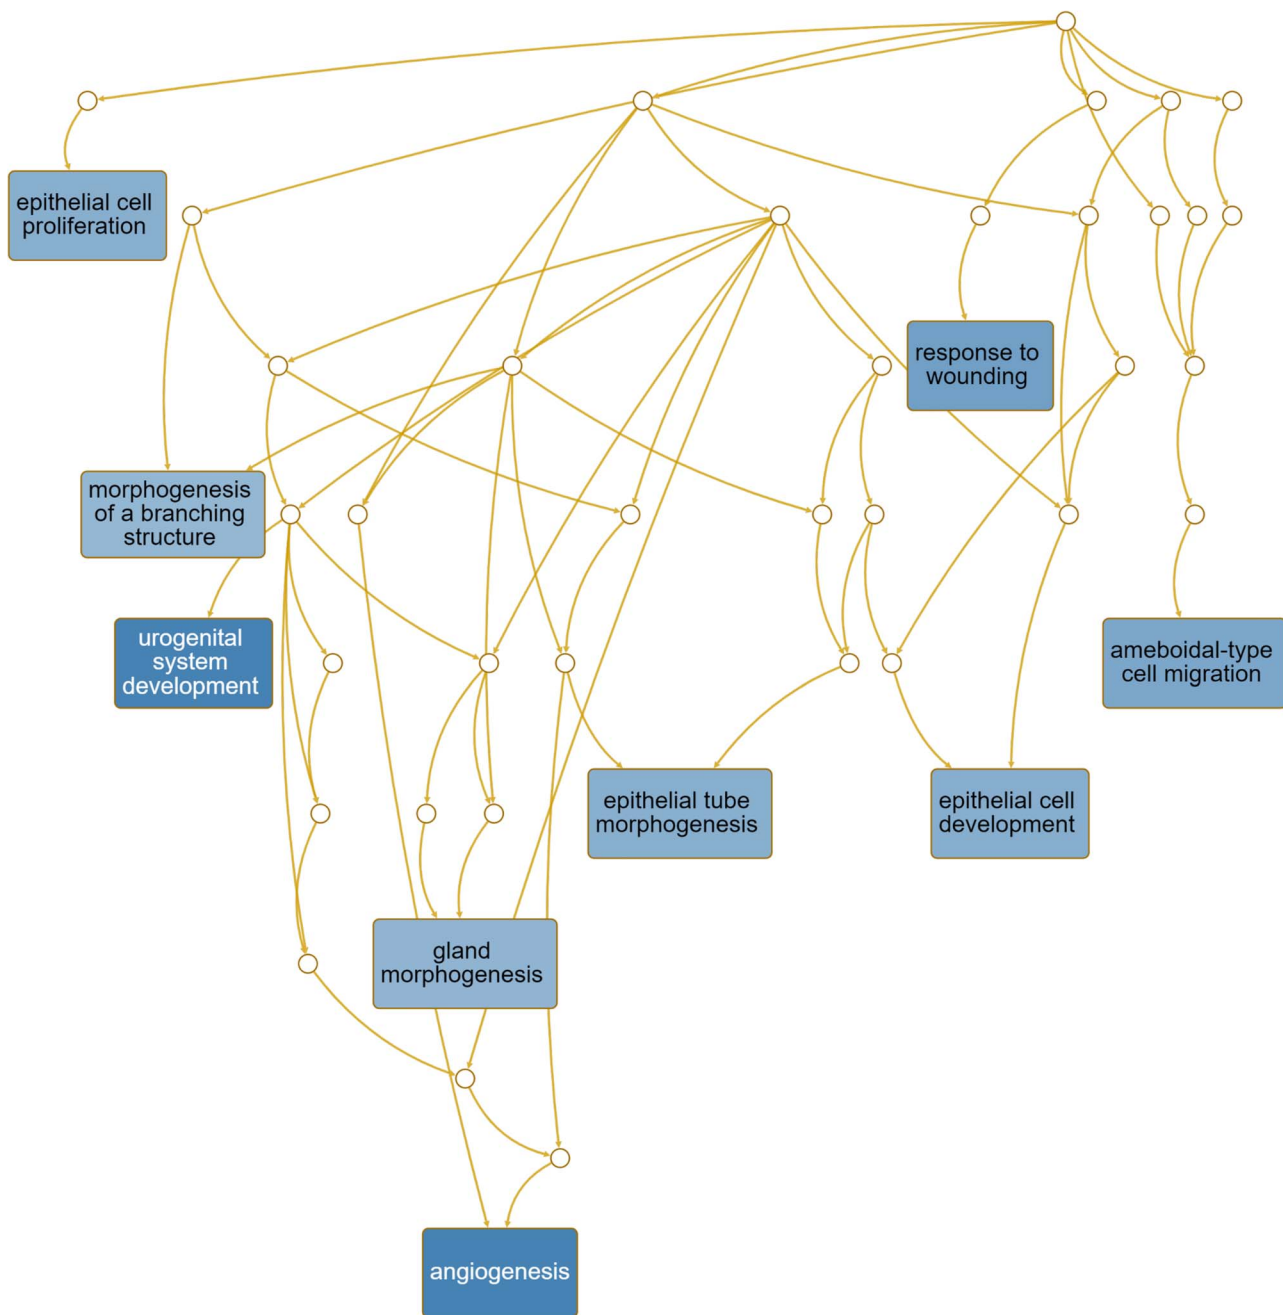 epithelial cell
proliferation
response to
wounding
morphogenesis
of a branching
structure
urogenital
system
development
ameboidal-type
cell migration
epithelial tube
morphogenesis
epithelial cell
development
gland
morphogenesis
angiogenesis